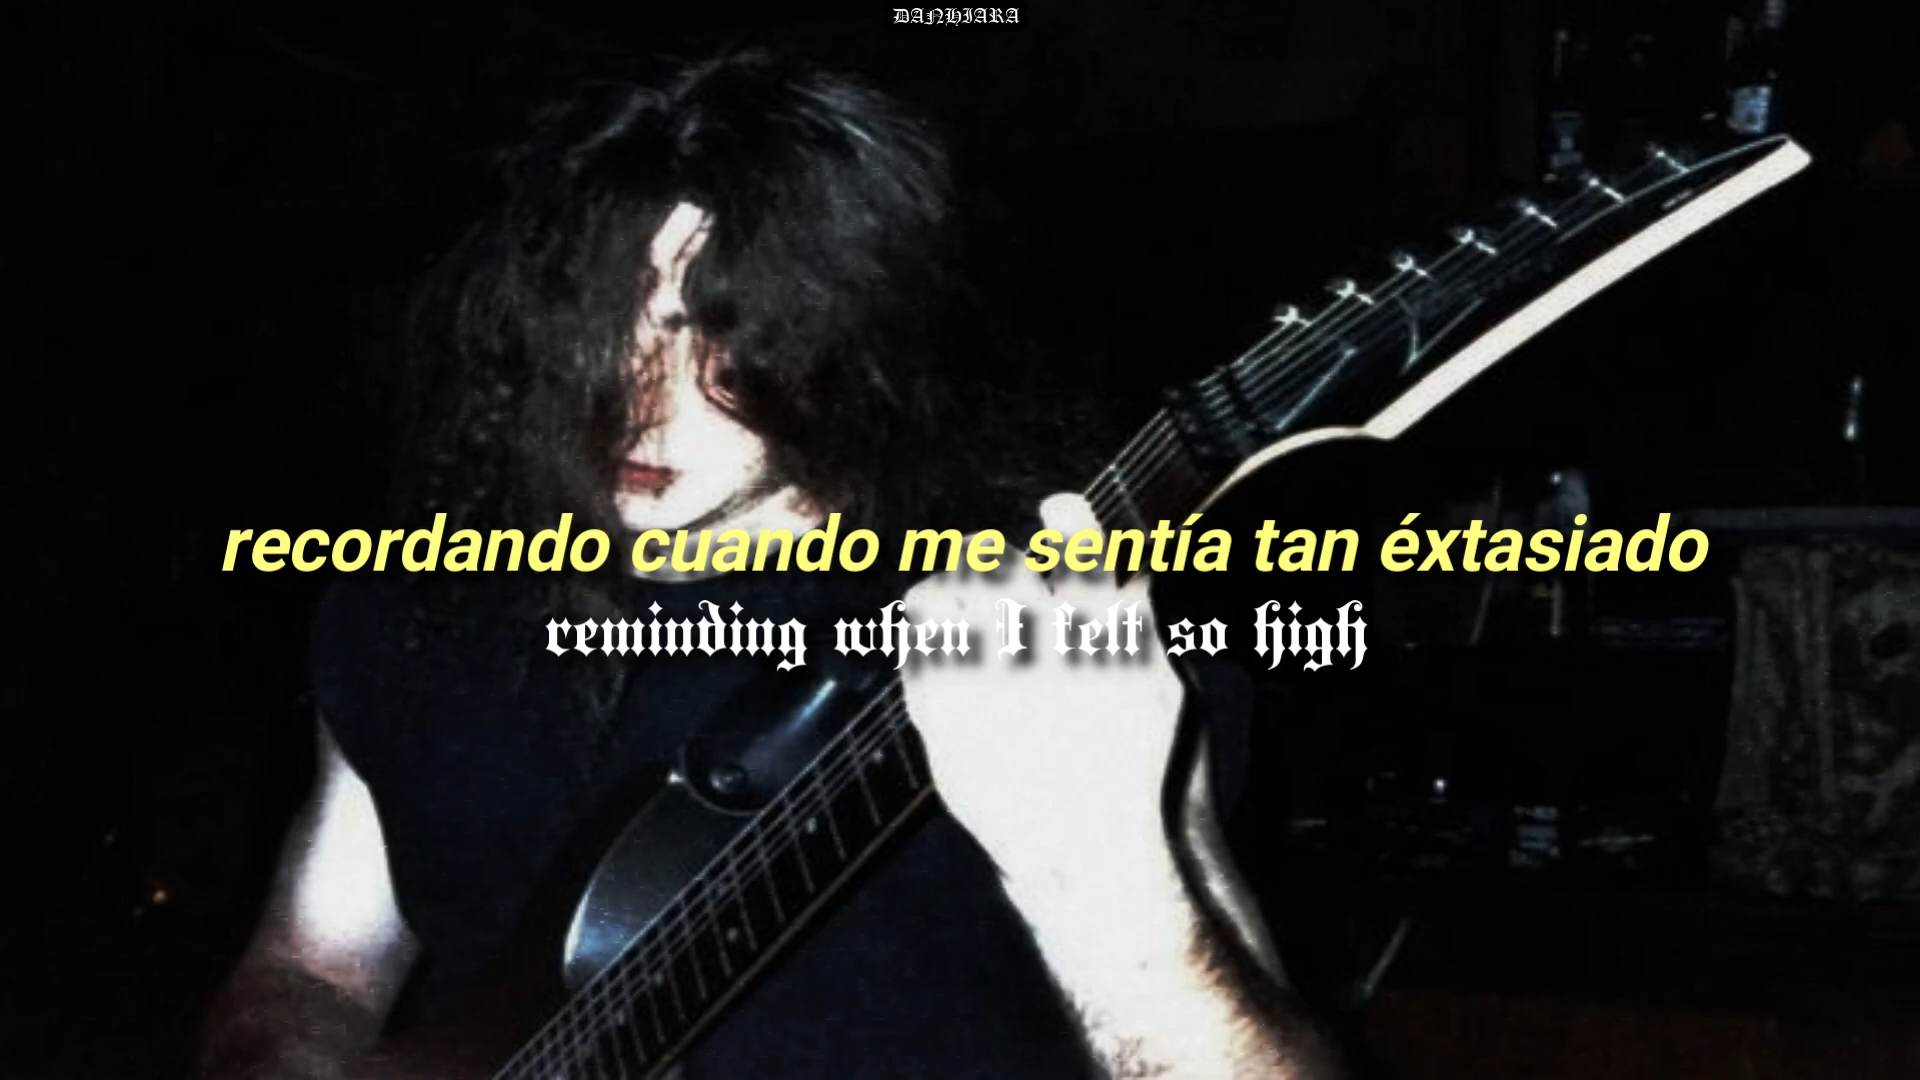 DANHIARA
recordando cuando me sentía tan éxtasiado
reminding when I felt so high